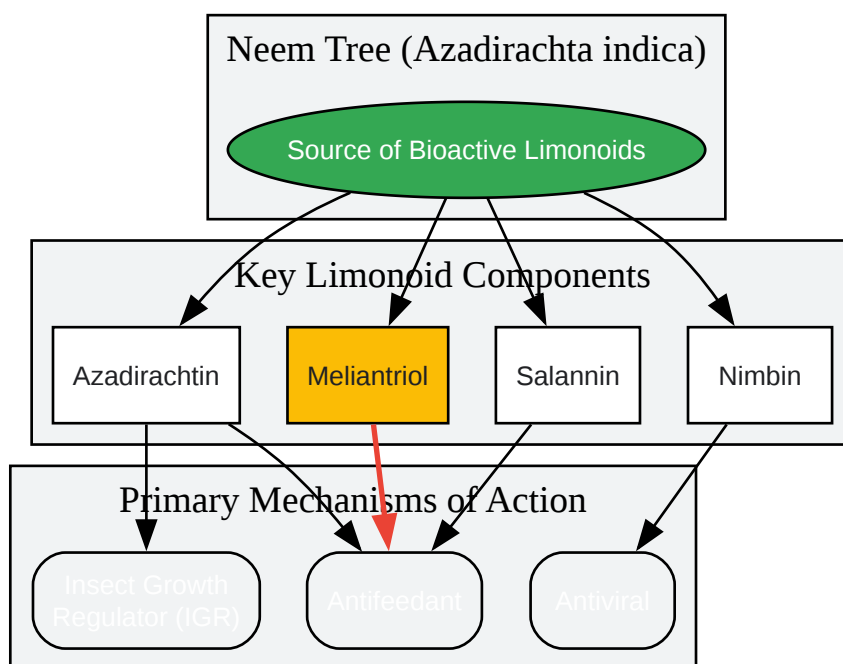 Neem Tree (Azadirachta indica)
Source of Bioactive Limonoids
Key Limonoid Components
Azadirachtin
Meliantriol
Salannin
Nimbin
Primary Mechanisms of Action
Insect Growth
Regulator (IGR)
Antifeedant
Antiviral